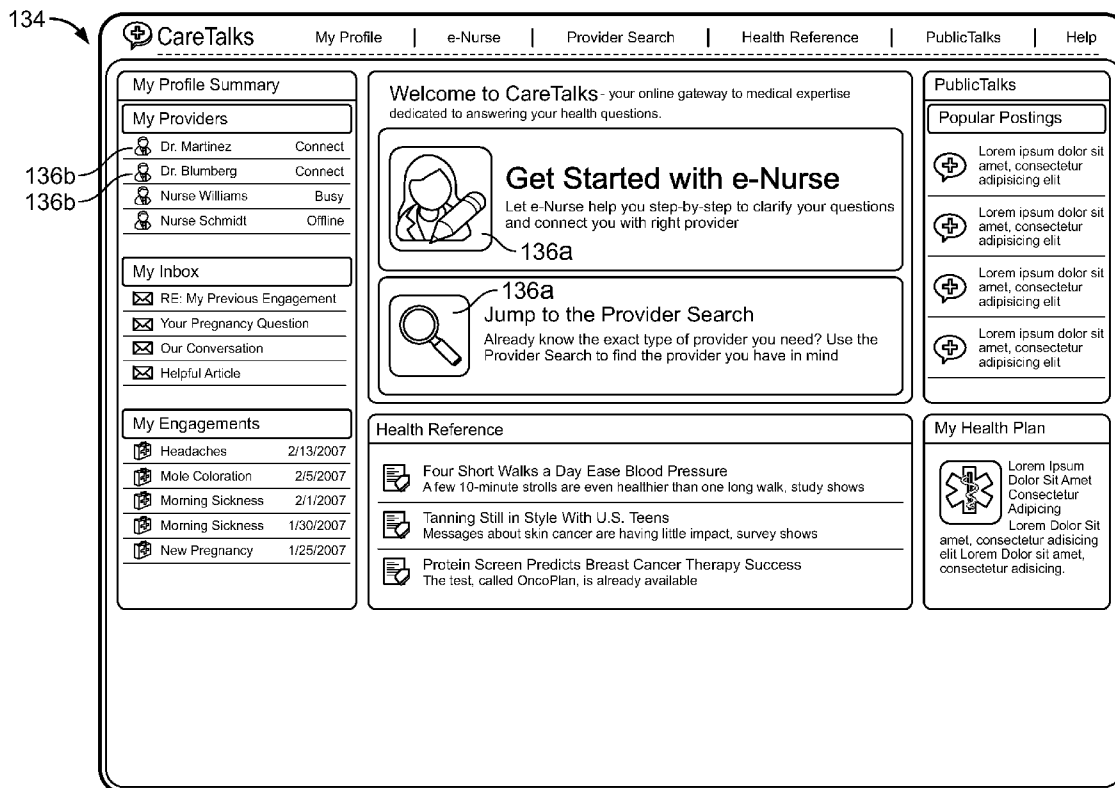 134
CareTalks
My Profile | e-Nurse | Provider Search | Health Reference | PublicTalks | Help
My Profile Summary
My Providers
Dr. Martinez Connect
136b
Dr. Blumberg Connect
136b
Nurse Williams Busy
Nurse Schmidt Offline
My Inbox
RE: My Previous Engagement
Your Pregnancy Question
Our Conversation
Helpful Article
My Engagements
Headaches 2/13/2007
Mole Coloration 2/5/2007
Morning Sickness 2/1/2007
Morning Sickness 1/30/2007
New Pregnancy 1/25/2007
Welcome to CareTalks - your online gateway to medical expertise
dedicated to answering your health questions.
Get Started with e-Nurse
Let e-Nurse help you step-by-step to clarify your questions
and connect you with right provider
136a
136a
Jump to the Provider Search
Already know the exact type of provider you need? Use the
Provider Search to find the provider you have in mind
Health Reference
Four Short Walks a Day Ease Blood Pressure
A few 10-minute strolls are even healthier than one long walk, study shows
Tanning Still in Style With U.S. Teens
Messages about skin cancer are having little impact, survey shows
Protein Screen Predicts Breast Cancer Therapy Success
The test, called OncoPlan, is already available
PublicTalks
Popular Postings
Lorem ipsum dolor sit
amet, consectetur
adipisicing elit
Lorem ipsum dolor sit
amet, consectetur
adipisicing elit
Lorem ipsum dolor sit
amet, consectetur
adipisicing elit
Lorem ipsum dolor sit
amet, consectetur
adipisicing elit
My Health Plan
Lorem Ipsum
Dolor Sit Amet
Consectetur
Adipicing
Lorem Dolor Sit
amet, consectetur adisicing
elit Lorem Dolor sit amet,
consectetur adisicing.